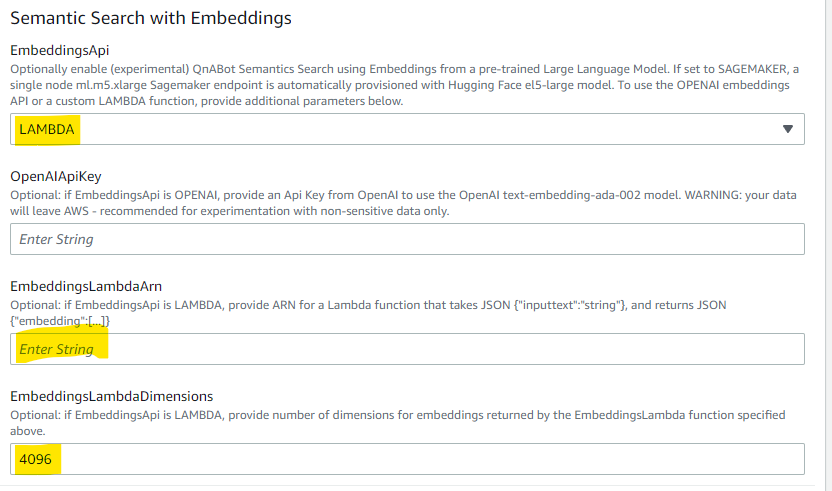 Semantic Search with Embeddings
EmbeddingsApi
Optionally enable (experimental) QnABot Semantics Search using Embeddings from a pre-trained Large Language Model. If set to SAGEMAKER, a
single node ml.m5.xlarge Sagemaker endpoint is automatically provisioned with Hugging Face el5-large model. To use the OPENAI embeddings
API or a custom LAMBDA function, provide additional parameters below.
LAMBDA
OpenAIApiKey
Optional: if EmbeddingsApi is OPENAI, provide an Api Key from OpenAI to use the OpenAI text-embedding-ada-002 model. WARNING: your data
will leave AWS - recommended for experimentation with non-sensitive data only.
Enter String
EmbeddingsLambdaArn
Optional: if EmbeddingsApi is LAMBDA, provide ARN for a Lambda function that takes JSON {"inputtext":"string"}, and returns JSON
{"embedding":[...]}
Enter String
EmbeddingsLambdaDimensions
Optional: if EmbeddingsApi is LAMBDA, provide number of dimensions for embeddings returned by the EmbeddingsLambda function specified
above.
4096